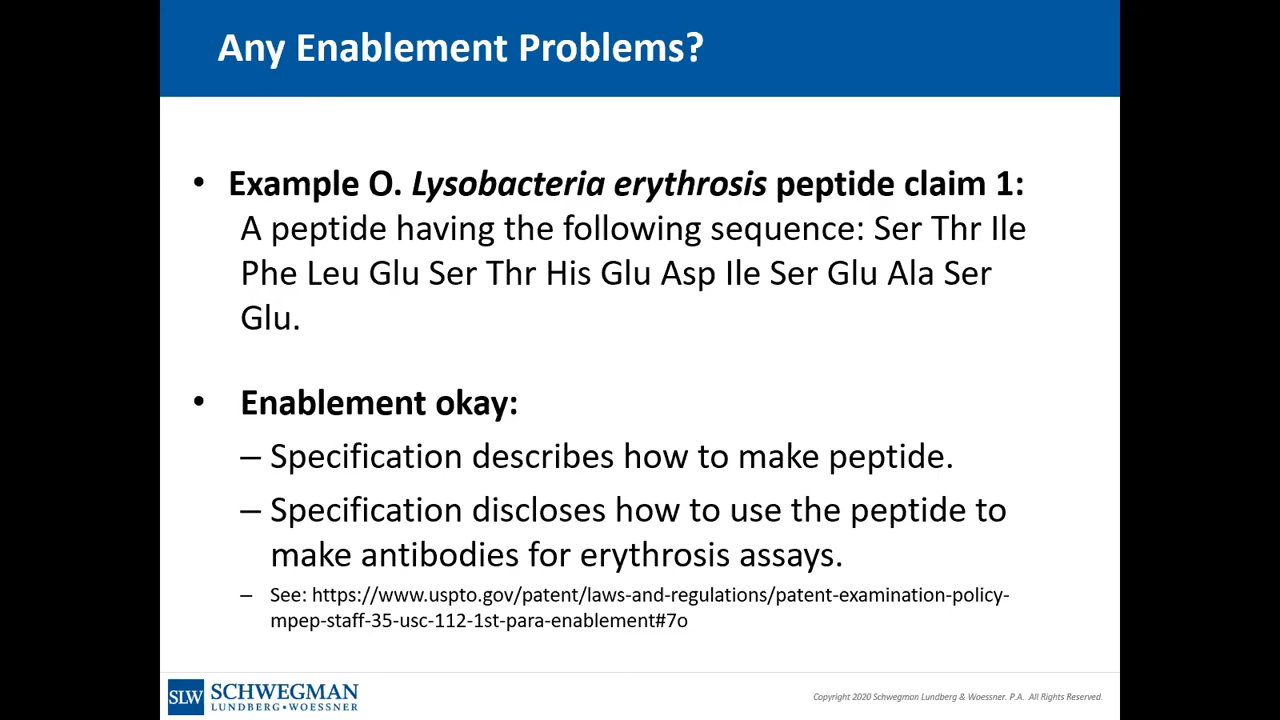 Any Enablement Problems?
• Example O. Lysobacteria erythrosis peptide claim 1:
A peptide having the following sequence: Ser Thr Ile
Phe Leu Glu Ser Thr His Glu Asp Ile Ser Glu Ala Ser
Glu.
• Enablement okay:
– Specification describes how to make peptide.
– Specification discloses how to use the peptide to
make antibodies for erythrosis assays.
– See: https://www.uspto.gov/patent/laws-and-regulations/patent-examination-policy-
mpep-staff-35-usc-112-1st-para-enablement#7o
SLW SCHWEGMAN
LUNDBERG • WOESSNER
Copyright 2020 Schwegman Lundberg & Woessner. P.A. All Rights Reserved.